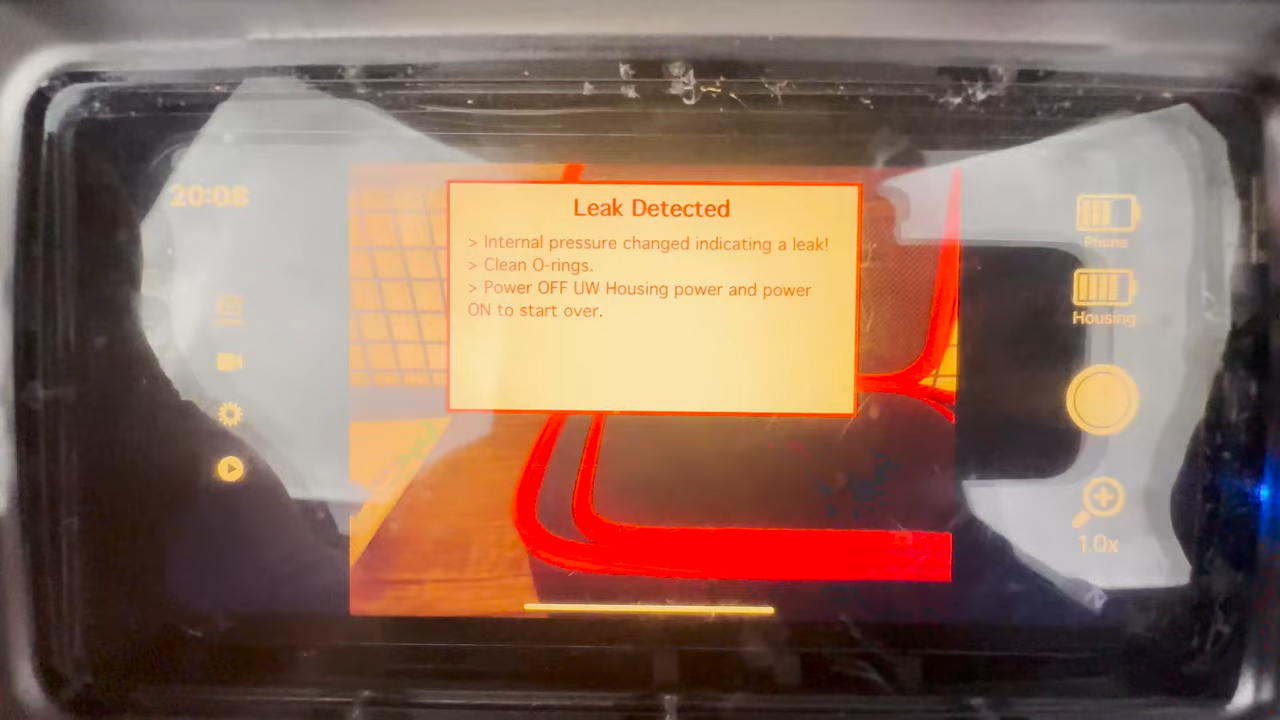 20:08
Leak Detected
> Internal pressure changed indicating a leak!
> Clean O-rings.
> Power OFF UW Housing power and power
ON to start over.
Phone
Housing
1.0x